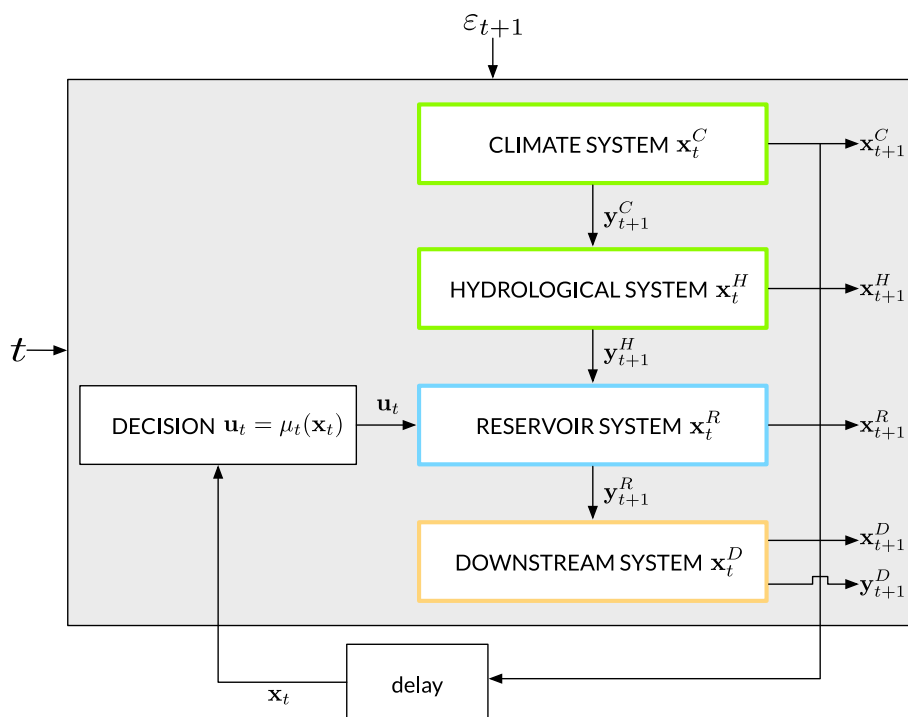 ε_{t+1}
CLIMATE SYSTEM x_t^C
x_{t+1}^C
y_{t+1}^C
HYDROLOGICAL SYSTEM x_t^H
x_{t+1}^H
t
y_{t+1}^H
DECISION u_t = μ_t(x_t)
u_t
RESERVOIR SYSTEM x_t^R
x_{t+1}^R
y_{t+1}^R
DOWNSTREAM SYSTEM x_t^D
x_{t+1}^D
y_{t+1}^D
x_t
delay